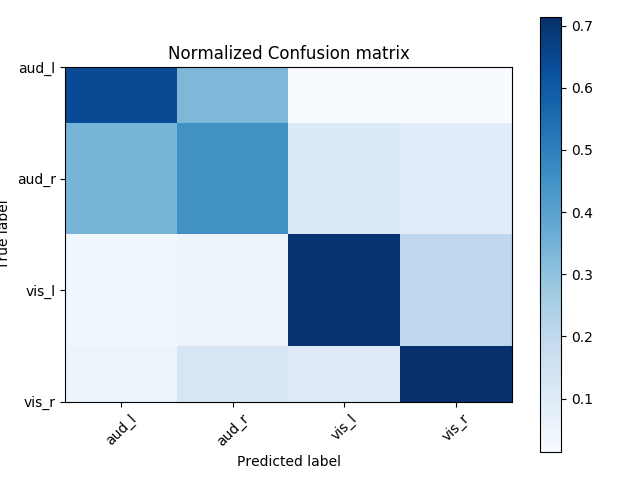 Normalized Confusion matrix
aud_l
aud_r
vis_l
vis_r
True label
aud_l
aud_r
vis_l
vis_r
Predicted label
0.7
0.6
0.5
0.4
0.3
0.2
0.1